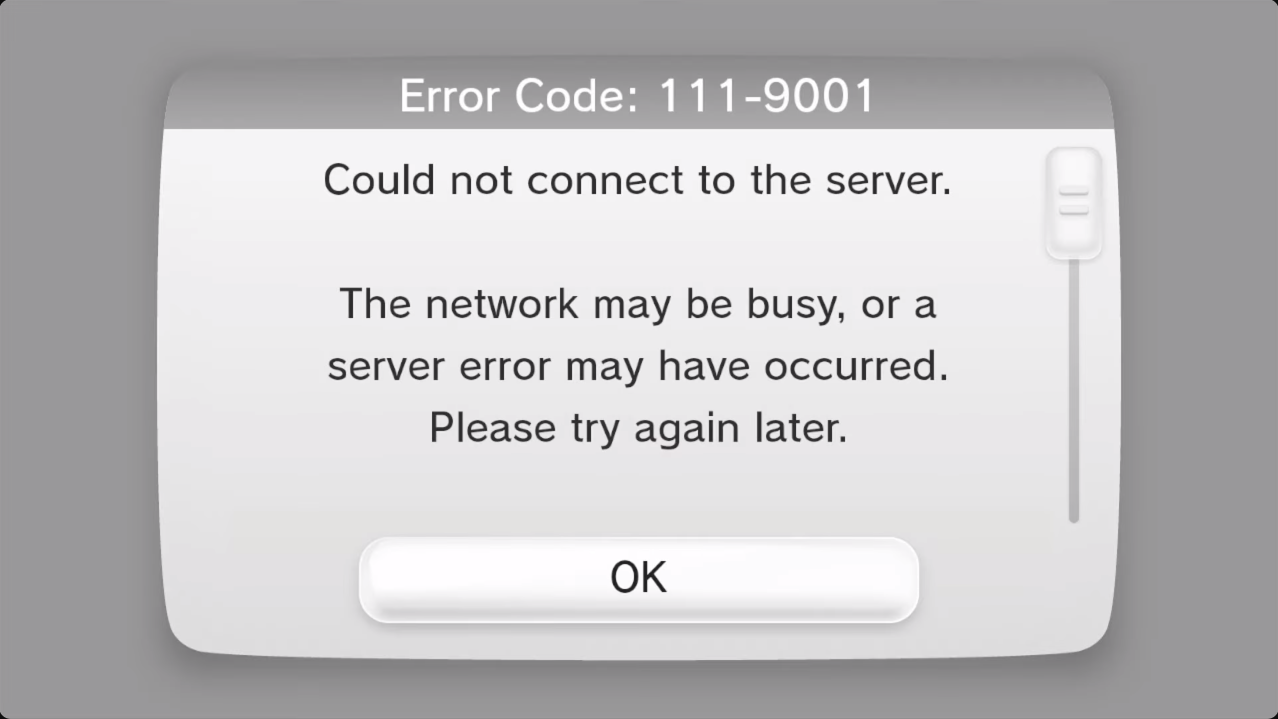 Error Code: 111-9001
Could not connect to the server.
The network may be busy, or a
server error may have occurred.
Please try again later.
OK